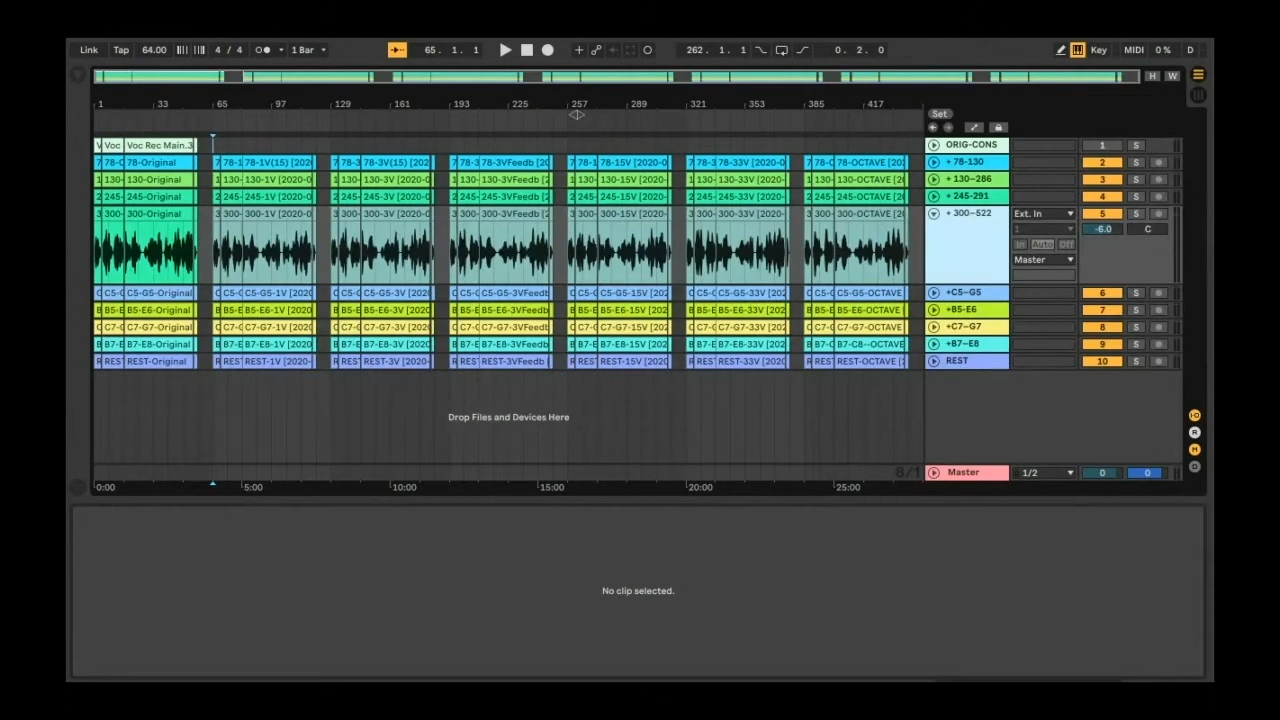 Link Tap 64.00 4 / 4 1 Bar 65. 1. 1 262. 1. 1 0. 2. 0 Key MIDI 0 % D
H W
1 33 65 97 129 161 193 225 257 289 321 353 385 417
Set
V Voc Voc Rec Main.3 ORIG-CONS 1 S
78-C 78-Original 78-1 78-1V(15) [2020 78-3 78-3V(15) [2020 78-3 78-3VFeedb [20 78-1 78-15V [2020-0 78-3 78-33V [2020-0 78-C 78-OCTAVE [20 + 78-130 2 S
130- 130-Original 130- 130-1V [2020-0 130- 130-3V [2020-0 130- 130-3VFeedb [2 130- 130-15V [2020- 130- 130-33V [2020- 130- 130-OCTAVE [2 + 130-286 3 S
245- 245-Original 245- 245-1V [2020-0 245- 245-3V [2020-0 245- 245-3VFeedb [2 245- 245-15V [2020- 245- 245-33V [2020- 245- 245-OCTAVE [2 + 245-291 4 S
300- 300-Original 300- 300-1V [2020-0 300- 300-3V [2020-0 300- 300-3VFeedb [2 300- 300-15V [2020- 300- 300-33V [2020- 300- 300-OCTAVE [2 + 300-522 Ext. In 5 S
1 -6.0 C
In Auto Off
Master
C5-G C5-G5-Original C5-G C5-G5-1V [2020 C5-G C5-G5-3V [2020 C5-G C5-G5-3VFeedb C5-G C5-G5-15V [202 C5-G C5-G5-33V [202 C5-G C5-G5-OCTAVE +C5-G5 6 S
B5-E B5-E6-Original B5-E B5-E6-1V [2020 B5-E B5-E6-3V [2020 B5-E B5-E6-3VFeedb B5-E B5-E6-15V [202 B5-E B5-E6-33V [202 B5-E B5-E6-OCTAVE +B5-E6 7 S
C7-G C7-G7-Original C7-G C7-G7-1V [2020 C7-G C7-G7-3V [2020 C7-G C7-G7-3VFeedb C7-G C7-G7-15V [202 C7-G C7-G7-33V [202 C7-G C7-G7-OCTAVE +C7-G7 8 S
B7-E B7-E8-Original B7-E B7-E8-1V [2020 B7-E B7-E8-3V [2020 B7-E B7-E8-3VFeedb B7-E B7-E8-15V [202 B7-E B7-E8-33V [202 B7-E B7-C8--OCTAVE +B7-E8 9 S
REST REST-Original REST REST-1V [2020- REST REST-3V [2020- REST REST-3VFeedb [ REST REST-15V [2020 REST REST-33V [2020 REST REST-OCTAVE [ REST 10 S
Drop Files and Devices Here
8/1 Master 1/2 0 0
0:00 5:00 10:00 15:00 20:00 25:00
No clip selected.